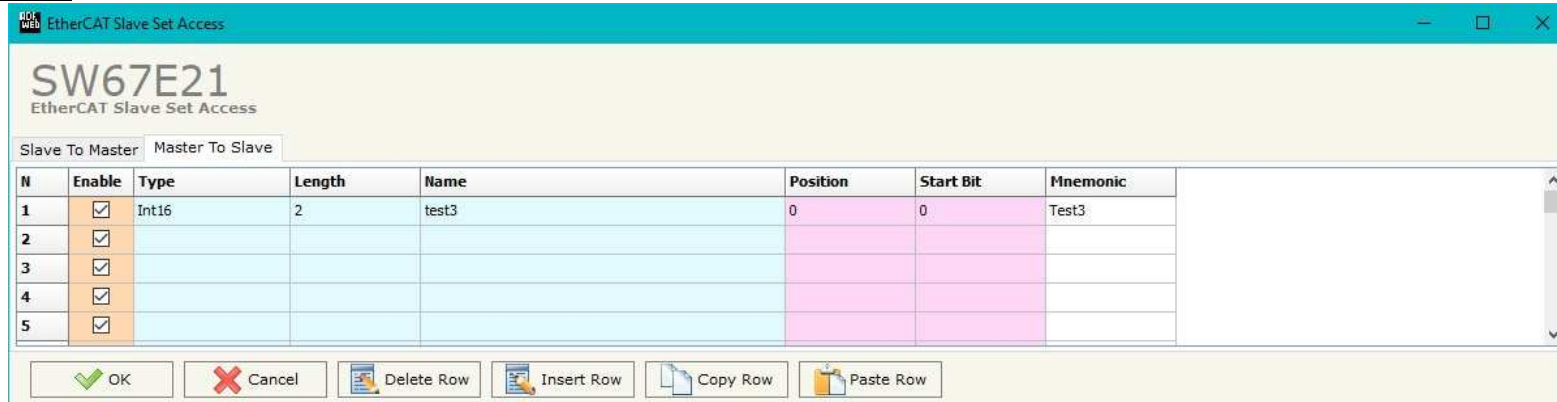 ADF web EtherCAT Slave Set Access
SW67E21
EtherCAT Slave Set Access
Slave To Master Master To Slave
N Enable Type Length Name Position Start Bit Mnemonic
1 Int16 2 test3 0 0 Test3
2
3
4
5
OK Cancel Delete Row Insert Row Copy Row Paste Row